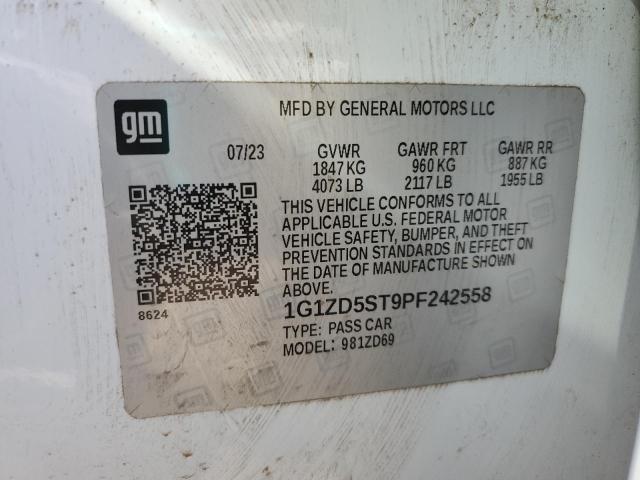 gm
MFD BY GENERAL MOTORS LLC
07/23 GVWR GAWR FRT GAWR RR
1847 KG 960 KG 887 KG
4073 LB 2117 LB 1955 LB
THIS VEHICLE CONFORMS TO ALL
APPLICABLE U.S. FEDERAL MOTOR
VEHICLE SAFETY, BUMPER, AND THEFT
PREVENTION STANDARDS IN EFFECT ON
THE DATE OF MANUFACTURE SHOWN
ABOVE.
8624
1G1ZD5ST9PF242558
TYPE: PASS CAR
MODEL: 981ZD69